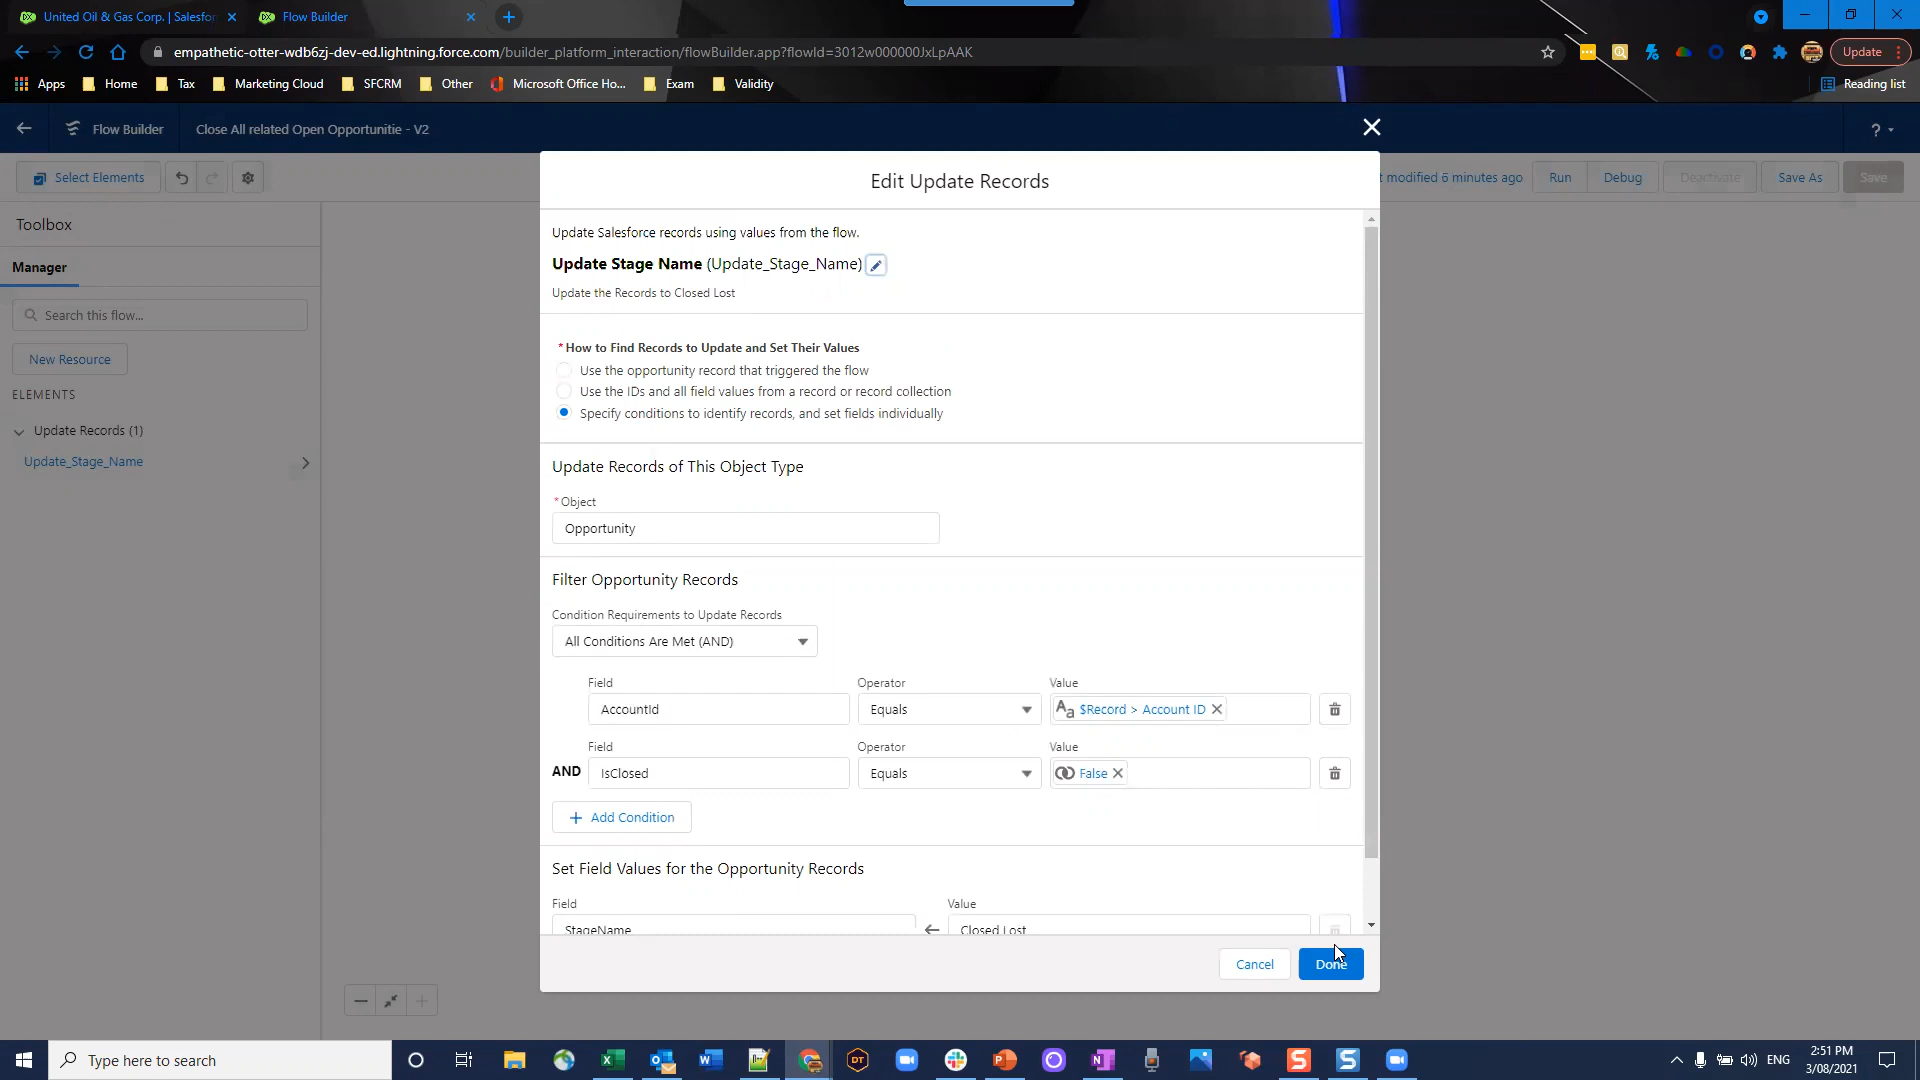 United Oil & Gas Corp. | Salesfor
Flow Builder
empathetic-otter-wdb6zj-dev-ed.lightning.force.com/builder_platform_interaction/flowBuilder.app?flowId=3012w000000JxLpAAK
Update
Apps
Home
Tax
Marketing Cloud
SFCRM
Other
Microsoft Office Ho...
Exam
Validity
Reading list
Flow Builder
Close All related Open Opportunitie - V2
?
Select Elements
t modified 6 minutes ago
Run
Debug
Deactivate
Save As
Save
Toolbox
Manager
Search this flow...
New Resource
ELEMENTS
Update Records (1)
Update_Stage_Name
Edit Update Records
Update Salesforce records using values from the flow.
Update Stage Name (Update_Stage_Name)
Update the Records to Closed Lost
*How to Find Records to Update and Set Their Values
Use the opportunity record that triggered the flow
Use the IDs and all field values from a record or record collection
Specify conditions to identify records, and set fields individually
Update Records of This Object Type
*Object
Opportunity
Filter Opportunity Records
Condition Requirements to Update Records
All Conditions Are Met (AND)
Field
Operator
Value
AccountId
Equals
Aa $Record > Account ID
Field
Operator
Value
AND
IsClosed
Equals
False
Add Condition
Set Field Values for the Opportunity Records
Field
Value
StageName
Closed Lost
Cancel
Done
Type here to search
DT
ENG
2:51 PM
3/08/2021